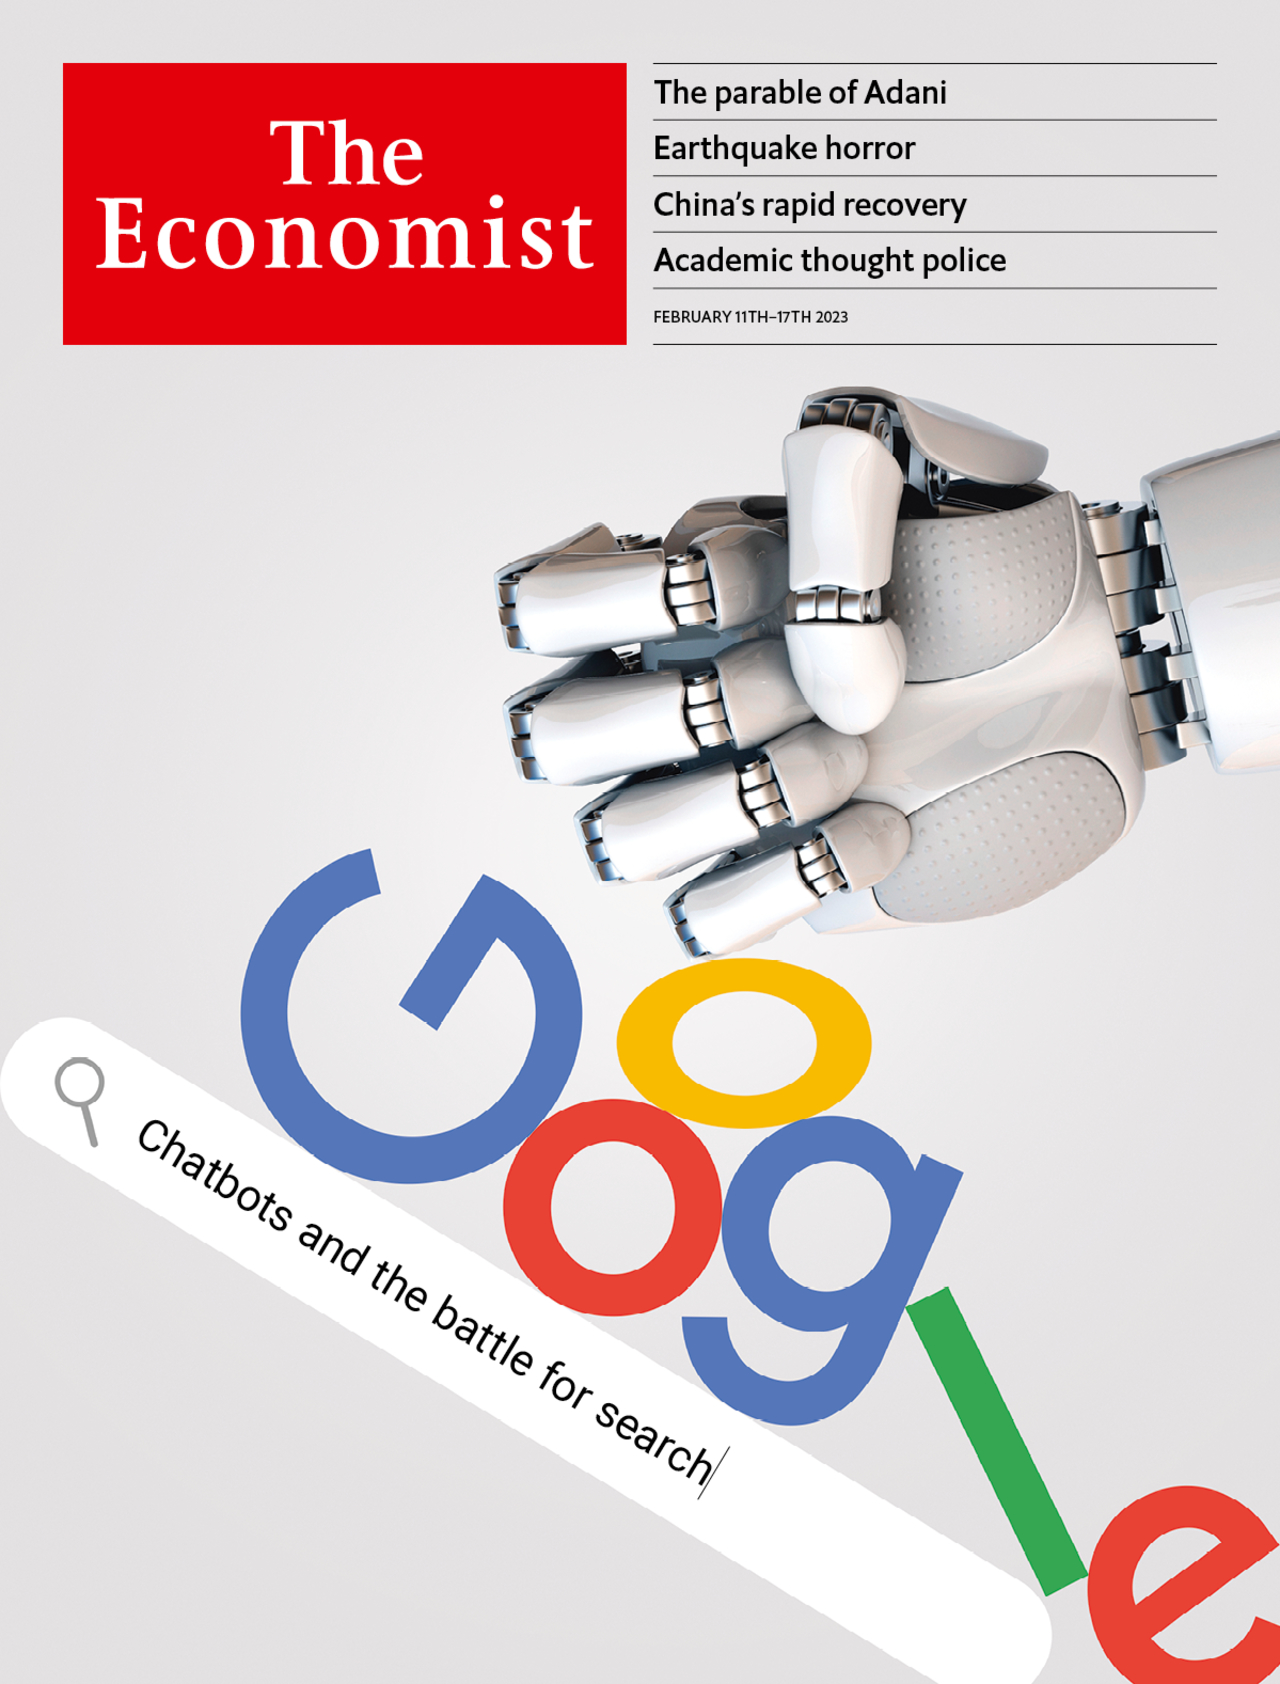 The
Economist
The parable of Adani
Earthquake horror
China’s rapid recovery
Academic thought police
FEBRUARY 11TH–17TH 2023
Google
Chatbots and the battle for search